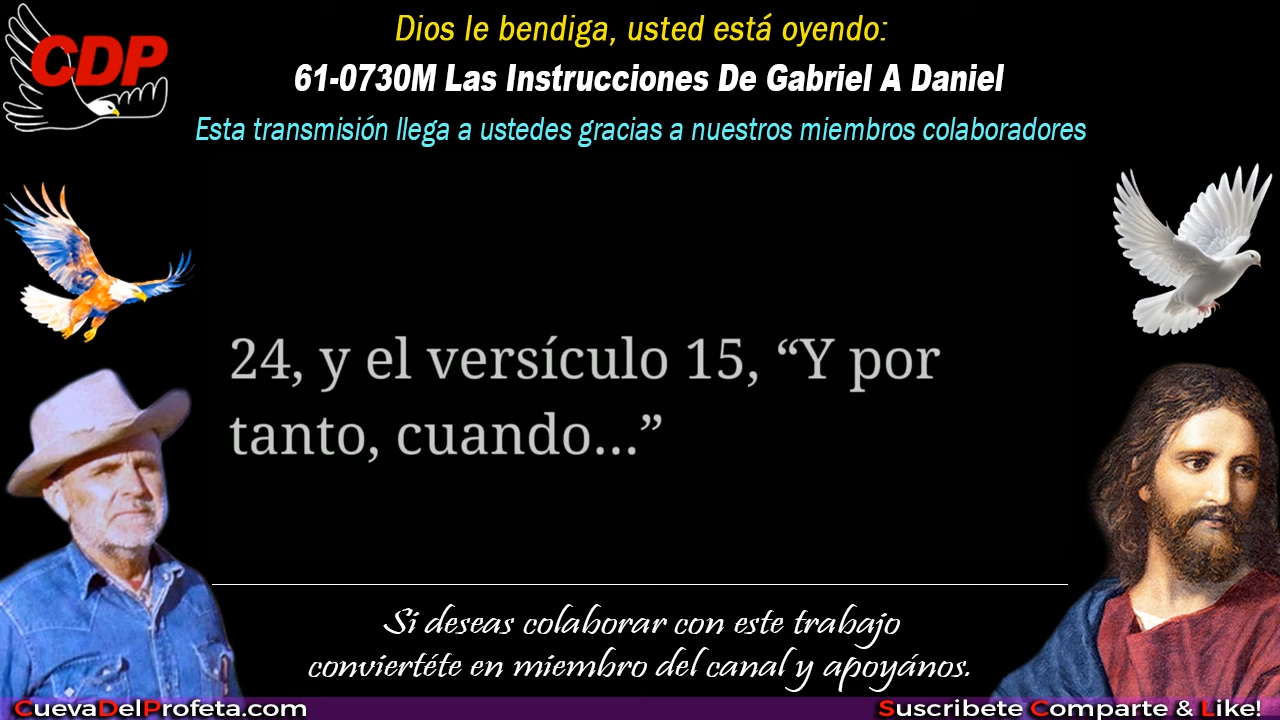 CDP
Dios le bendiga, usted está oyendo:
61-0730M Las Instrucciones De Gabriel A Daniel
Esta transmisión llega a ustedes gracias a nuestros miembros colaboradores
24, y el versículo 15, “Y por
tanto, cuando...”
Si deseas colaborar con este trabajo
conviertéte en miembro del canal y apoyános.
CuevaDelProfeta.com
Suscribete Comparte & Like!